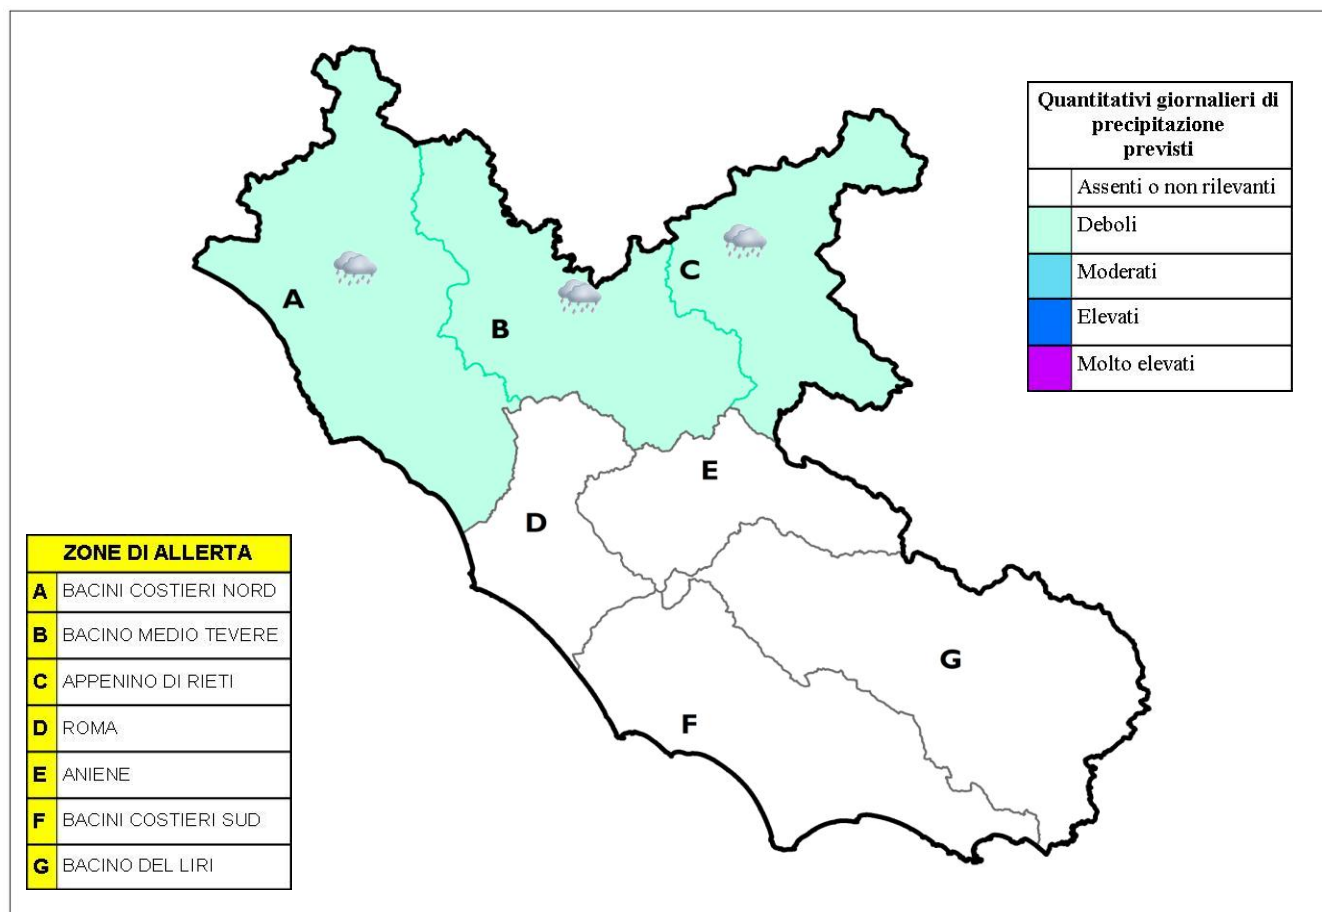 Quantitativi giornalieri di
precipitazione
previsti
Assenti o non rilevanti
Deboli
Moderati
Elevati
Molto elevati
A
B
C
D
E
F
G
ZONE DI ALLERTA
A BACINI COSTIERI NORD
B BACINO MEDIO TEVERE
C APPENINO DI RIETI
D ROMA
E ANIENE
F BACINI COSTIERI SUD
G BACINO DEL LIRI